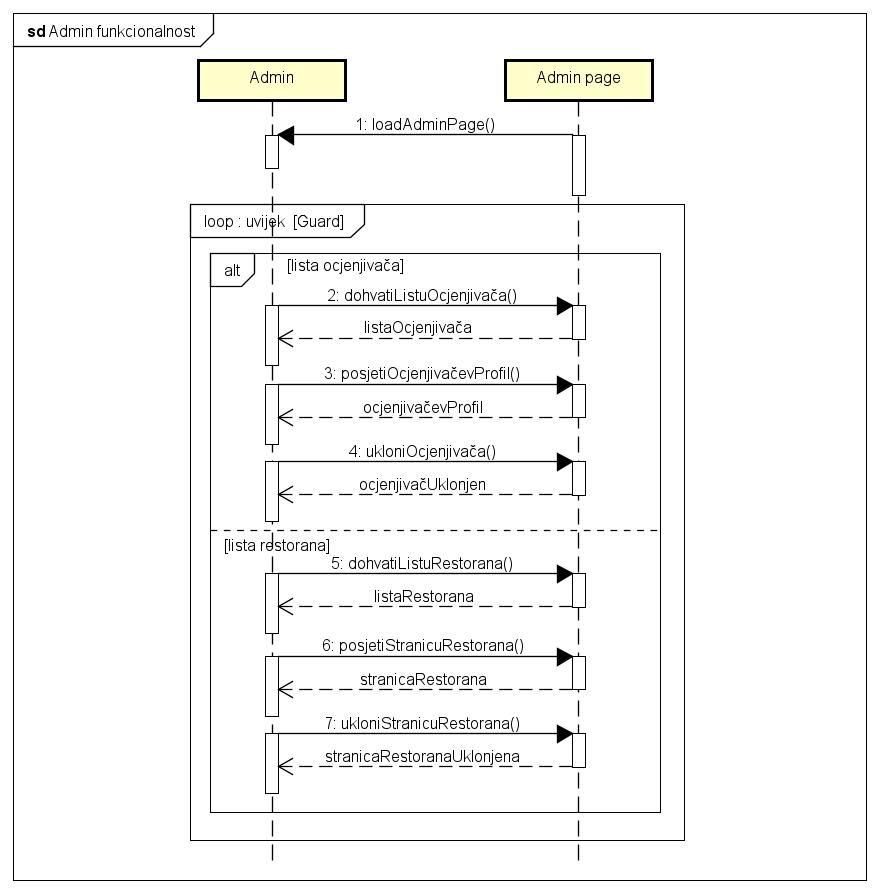 sd Admin funkcionalnost
Admin
Admin page
1: loadAdminPage()
loop : uvijek [Guard]
alt
[lista ocjenjivača]
2: dohvatiListuOcjenjivača()
listaOcjenjivača
3: posjetiOcjenjivačevProfil()
ocjenjivačevProfil
4: ukloniOcjenjivača()
ocjenjivačUklonjen
[lista restorana]
5: dohvatiListuRestorana()
listaRestorana
6: posjetiStranicuRestorana()
stranicaRestorana
7: ukloniStranicuRestorana()
stranicaRestoranaUklonjena